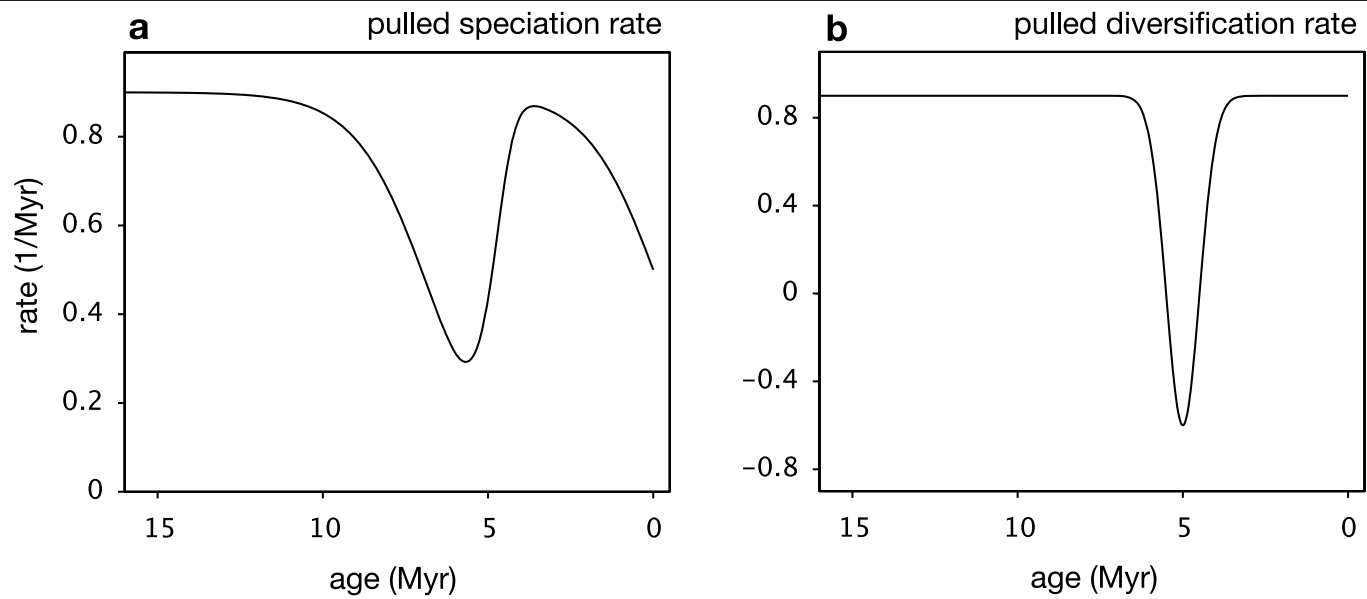 a pulled speciation rate
rate (1/Myr)
0.8
0.6
0.4
0.2
0
15 10 5 0
age (Myr)
b pulled diversification rate
0.8
0.4
0
−0.4
−0.8
15 10 5 0
age (Myr)